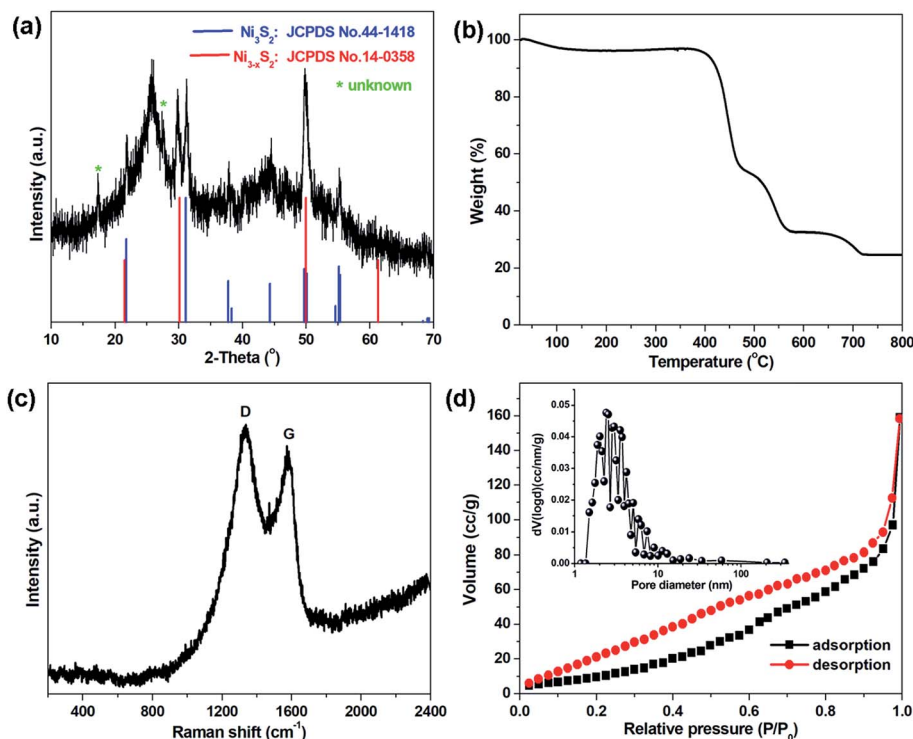 (a)
Ni₃S₂: JCPDS No.44-1418
Ni₃₋ₓS₂: JCPDS No.14-0358
* unknown
*
*
Intensity (a.u.)
10 20 30 40 50 60 70
2-Theta (°)
(b)
100
80
60
40
20
0
Weight (%)
100 200 300 400 500 600 700 800
Temperature (°C)
(c)
D
G
Intensity (a.u.)
400 800 1200 1600 2000 2400
Raman shift (cm⁻¹)
(d)
160
140
120
100
80
60
40
20
0
Volume (cc/g)
0.05
0.04
0.03
0.02
0.01
0.00
dV(logd)(cc/nm/g)
1 10 100
Pore diameter (nm)
adsorption
desorption
0.0 0.2 0.4 0.6 0.8 1.0
Relative pressure (P/P₀)